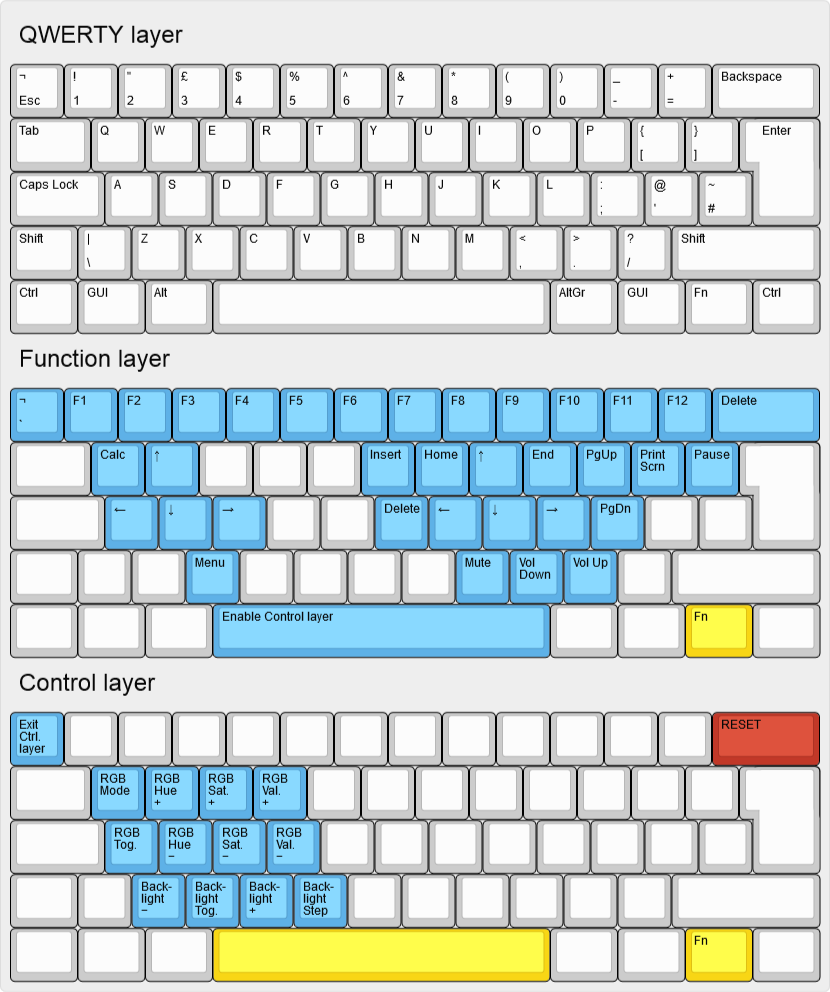 QWERTY layer
¬ ! " £ $ % ^ & * ( ) _ + Backspace
Esc 1 2 3 4 5 6 7 8 9 0 - =
Tab Q W E R T Y U I O P { } Enter
[ ]
Caps Lock A S D F G H J K L : @ ~
; ' #
Shift | Z X C V B N M < > ? Shift
\ , . /
Ctrl GUI Alt AltGr GUI Fn Ctrl
Function layer
¬ F1 F2 F3 F4 F5 F6 F7 F8 F9 F10 F11 F12 Delete
`
Calc ↑ Insert Home ↑ End PgUp Print Pause
Scrn
← ↓ → Delete ← ↓ → PgDn
Menu Mute Vol Vol Up
Down
Enable Control layer Fn
Control layer
Exit RESET
Ctrl.
layer
RGB RGB RGB RGB
Mode Hue Sat. Val.
+ + +
RGB RGB RGB RGB
Tog. Hue Sat. Val.
− − −
Back- Back- Back- Back-
light light light light
− Tog. + Step
Fn